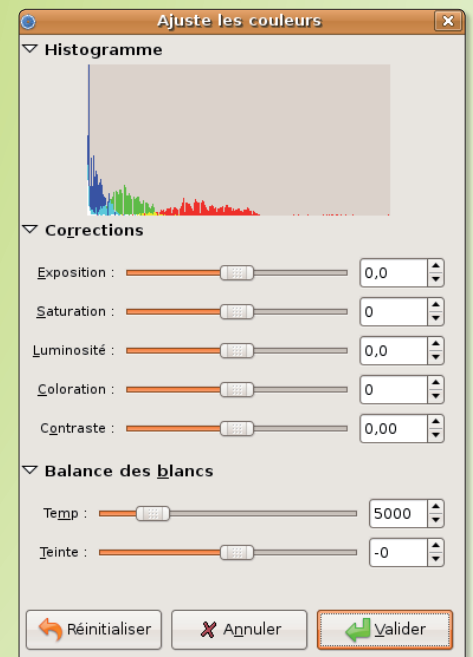 Ajuste les couleurs
Histogramme
Corrections
Exposition : 0,0
Saturation : 0
Luminosité : 0,0
Coloration : 0
Contraste : 0,00
Balance des blancs
Temp : 5000
Teinte : -0
Réinitialiser Annuler Valider